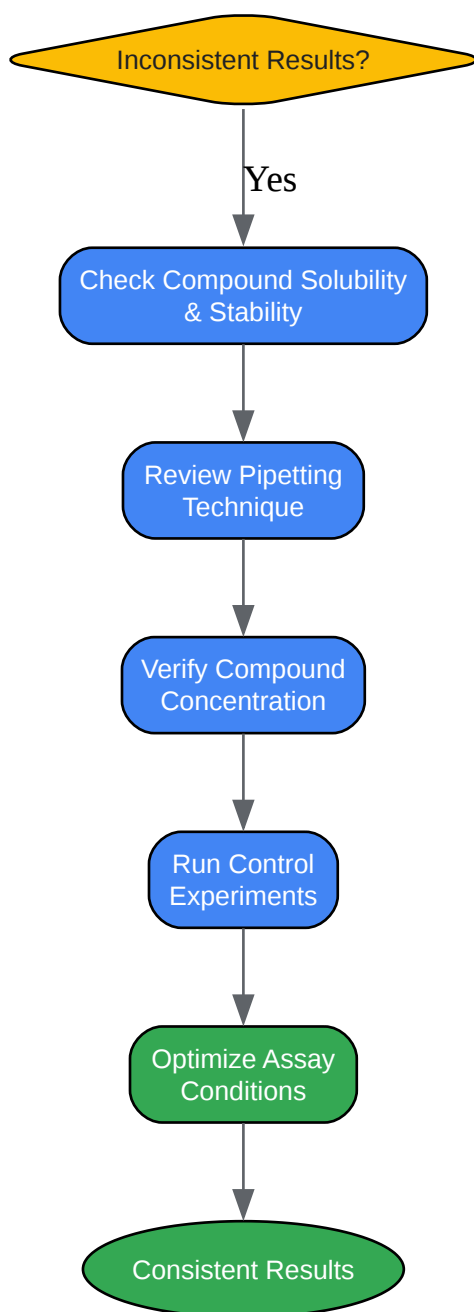 Inconsistent Results?
Yes
Check Compound Solubility
& Stability
Review Pipetting
Technique
Verify Compound
Concentration
Run Control
Experiments
Optimize Assay
Conditions
Consistent Results